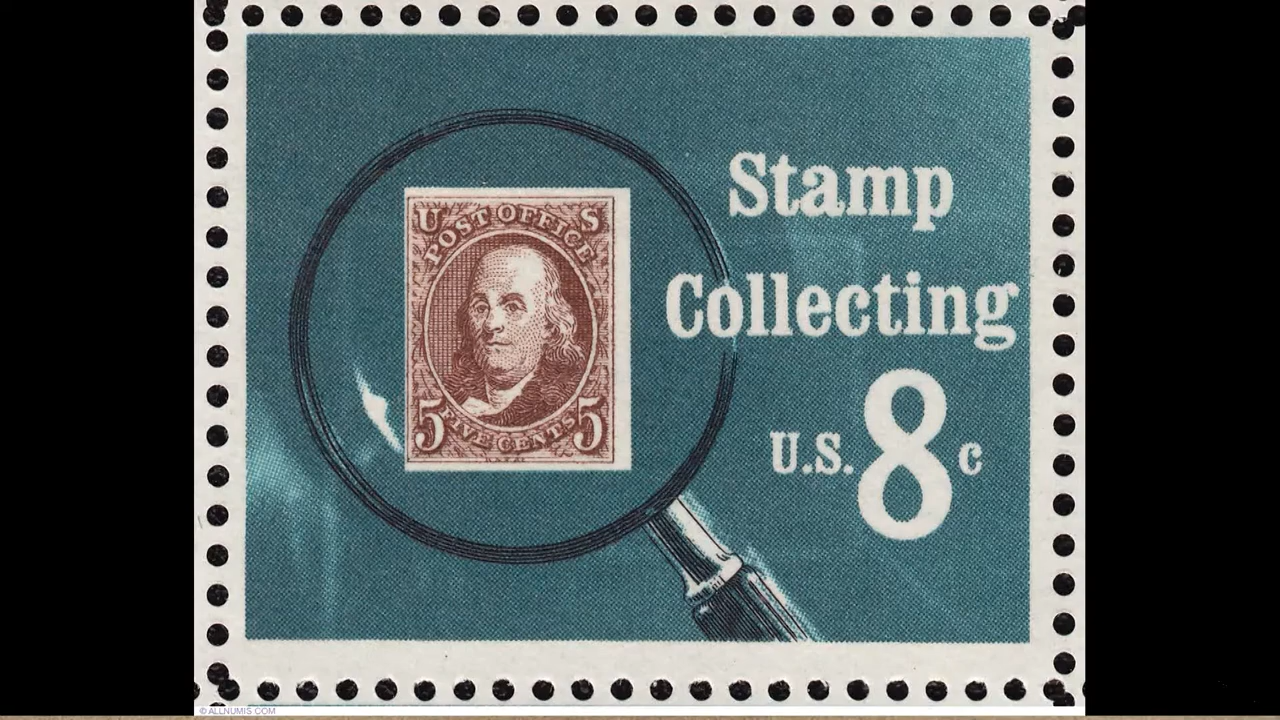 Stamp
Collecting
U.S. 8c
U S
POST OFFICE
5 FIVE CENTS 5
© ALLNUMIS.COM